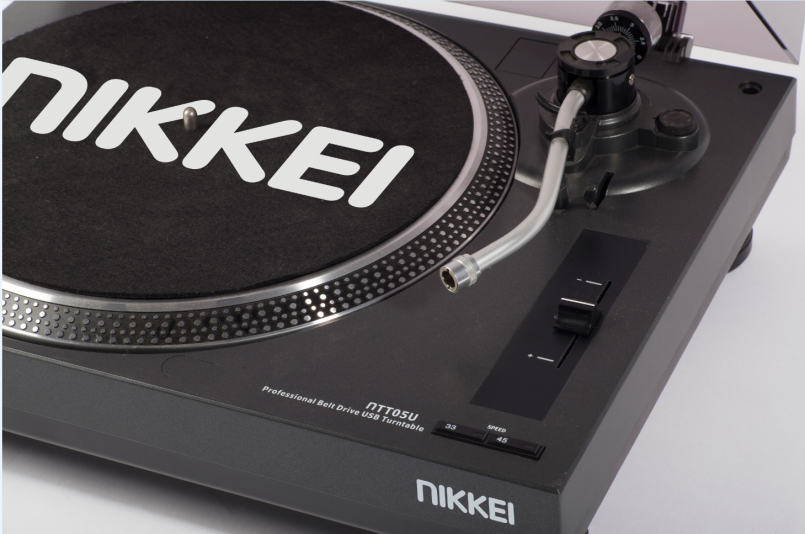 NIKKEI
-
+
NTT05U
Professional Belt Drive USB Turntable
33
SPEED
45
NIKKEI